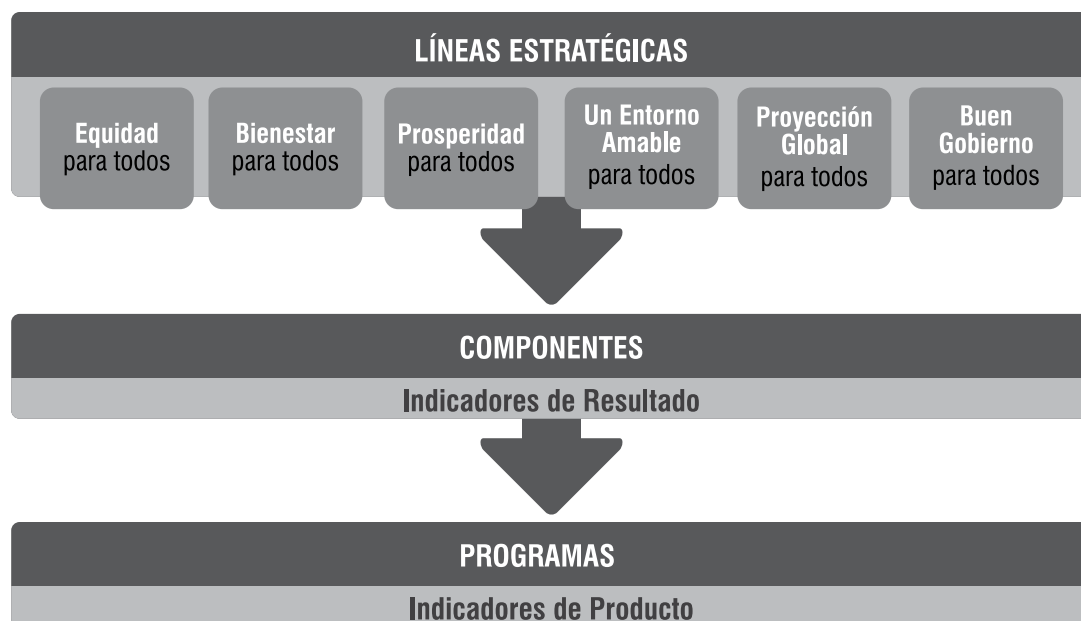 LÍNEAS ESTRATÉGICAS
Equidad
para todos
Bienestar
para todos
Prosperidad
para todos
Un Entorno
Amable
para todos
Proyección
Global
para todos
Buen
Gobierno
para todos
COMPONENTES
Indicadores de Resultado
PROGRAMAS
Indicadores de Producto